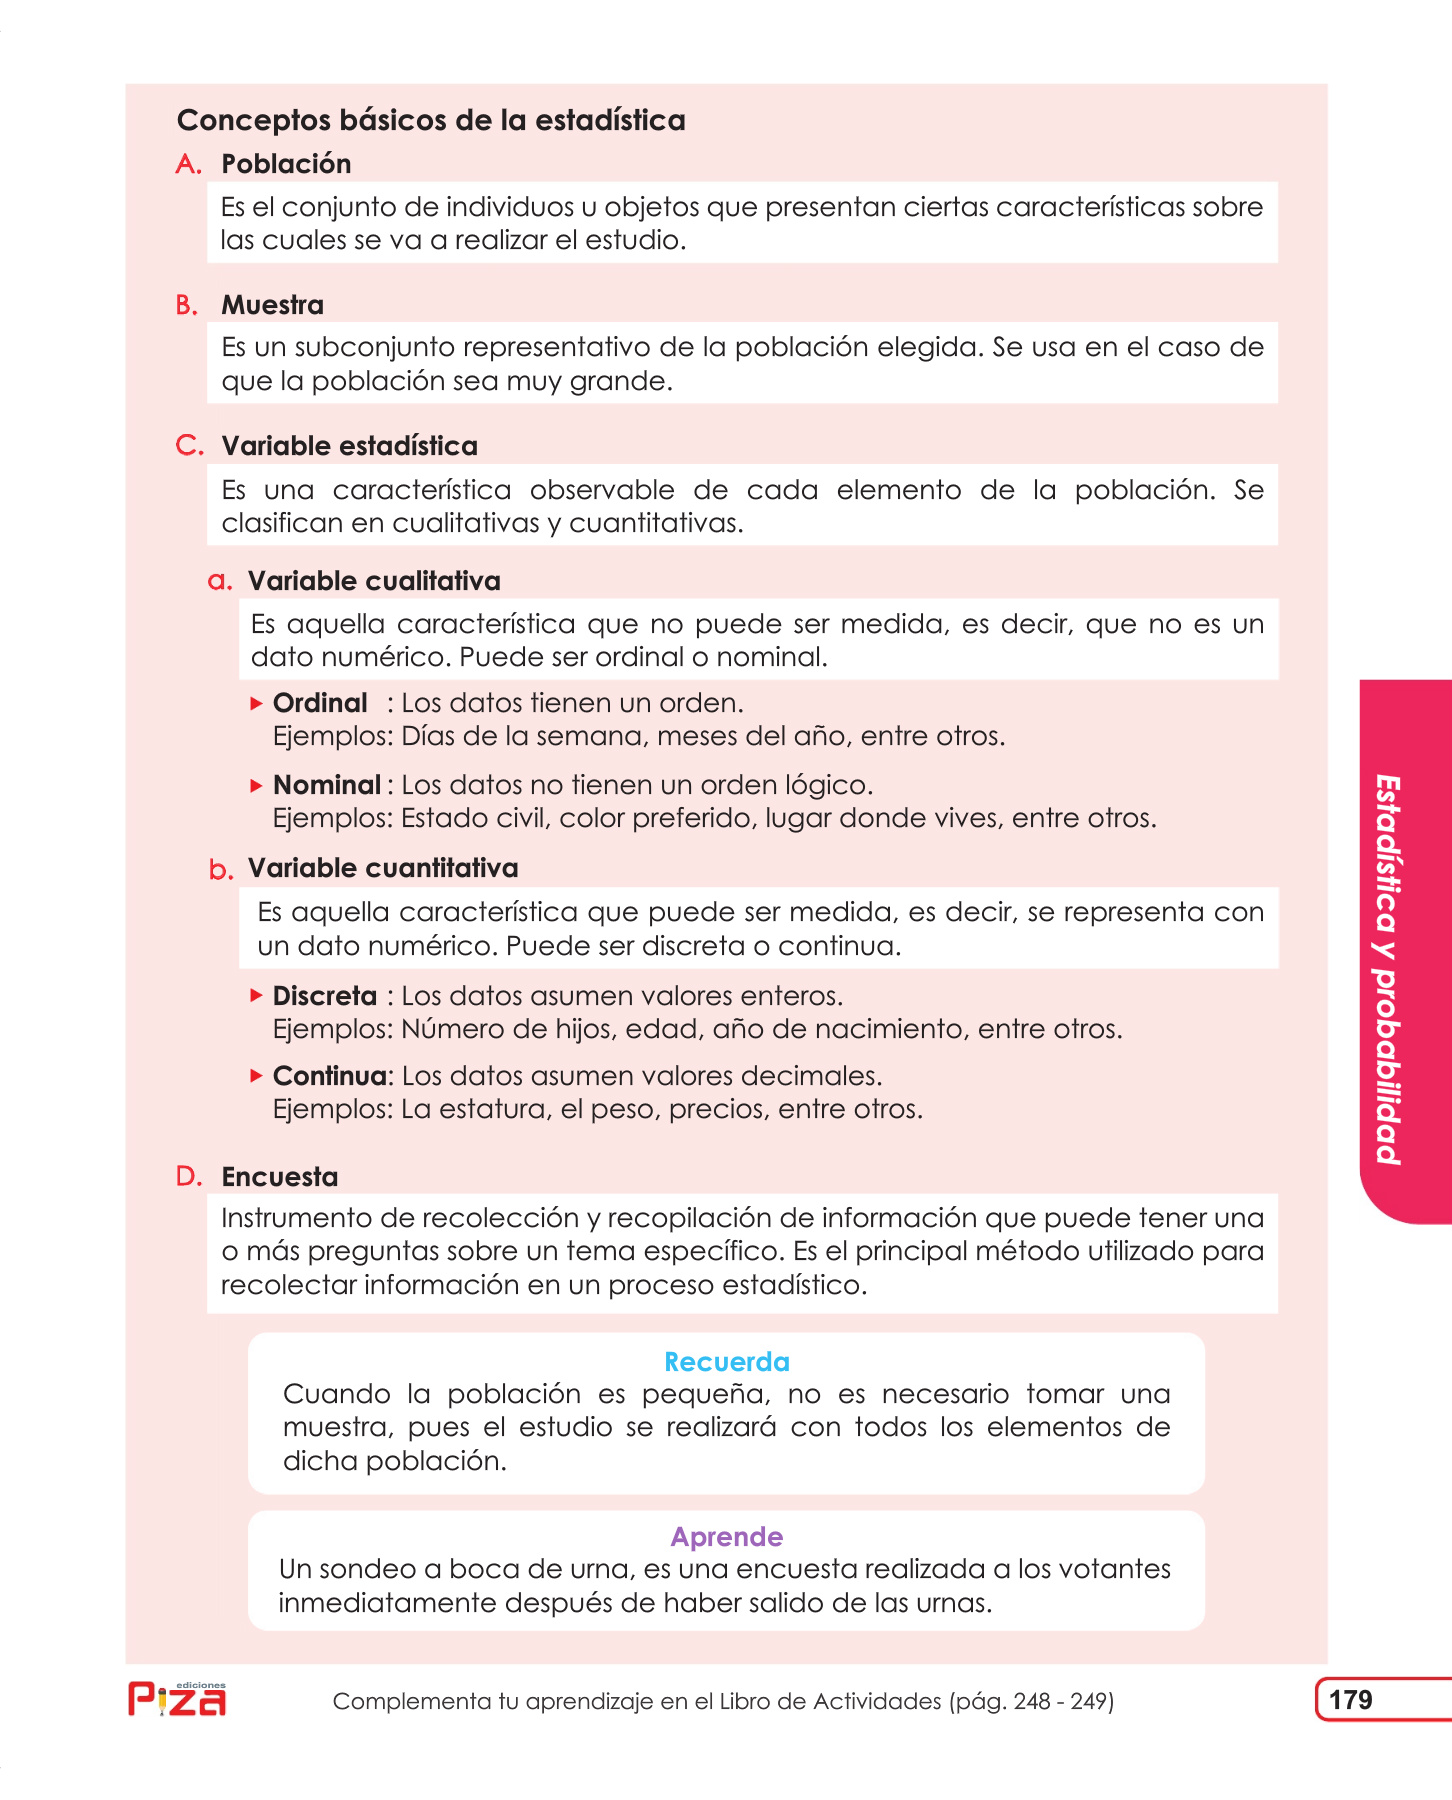 Conceptos básicos de la estadística
A. Población
Es el conjunto de individuos u objetos que presentan ciertas características sobre
las cuales se va a realizar el estudio.
B. Muestra
Es un subconjunto representativo de la población elegida. Se usa en el caso de
que la población sea muy grande.
C. Variable estadística
Es una característica observable de cada elemento de la población. Se
clasifican en cualitativas y cuantitativas.
a. Variable cualitativa
Es aquella característica que no puede ser medida, es decir, que no es un
dato numérico. Puede ser ordinal o nominal.
▶ Ordinal : Los datos tienen un orden.
Ejemplos: Días de la semana, meses del año, entre otros.
▶ Nominal : Los datos no tienen un orden lógico.
Ejemplos: Estado civil, color preferido, lugar donde vives, entre otros.
b. Variable cuantitativa
Es aquella característica que puede ser medida, es decir, se representa con
un dato numérico. Puede ser discreta o continua.
▶ Discreta : Los datos asumen valores enteros.
Ejemplos: Número de hijos, edad, año de nacimiento, entre otros.
▶ Continua: Los datos asumen valores decimales.
Ejemplos: La estatura, el peso, precios, entre otros.
D. Encuesta
Instrumento de recolección y recopilación de información que puede tener una
o más preguntas sobre un tema específico. Es el principal método utilizado para
recolectar información en un proceso estadístico.
Recuerda
Cuando la población es pequeña, no es necesario tomar una
muestra, pues el estudio se realizará con todos los elementos de
dicha población.
Aprende
Un sondeo a boca de urna, es una encuesta realizada a los votantes
inmediatamente después de haber salido de las urnas.
Estadística y probabilidad
ediciones
Piza
Complementa tu aprendizaje en el Libro de Actividades (pág. 248 - 249)
179